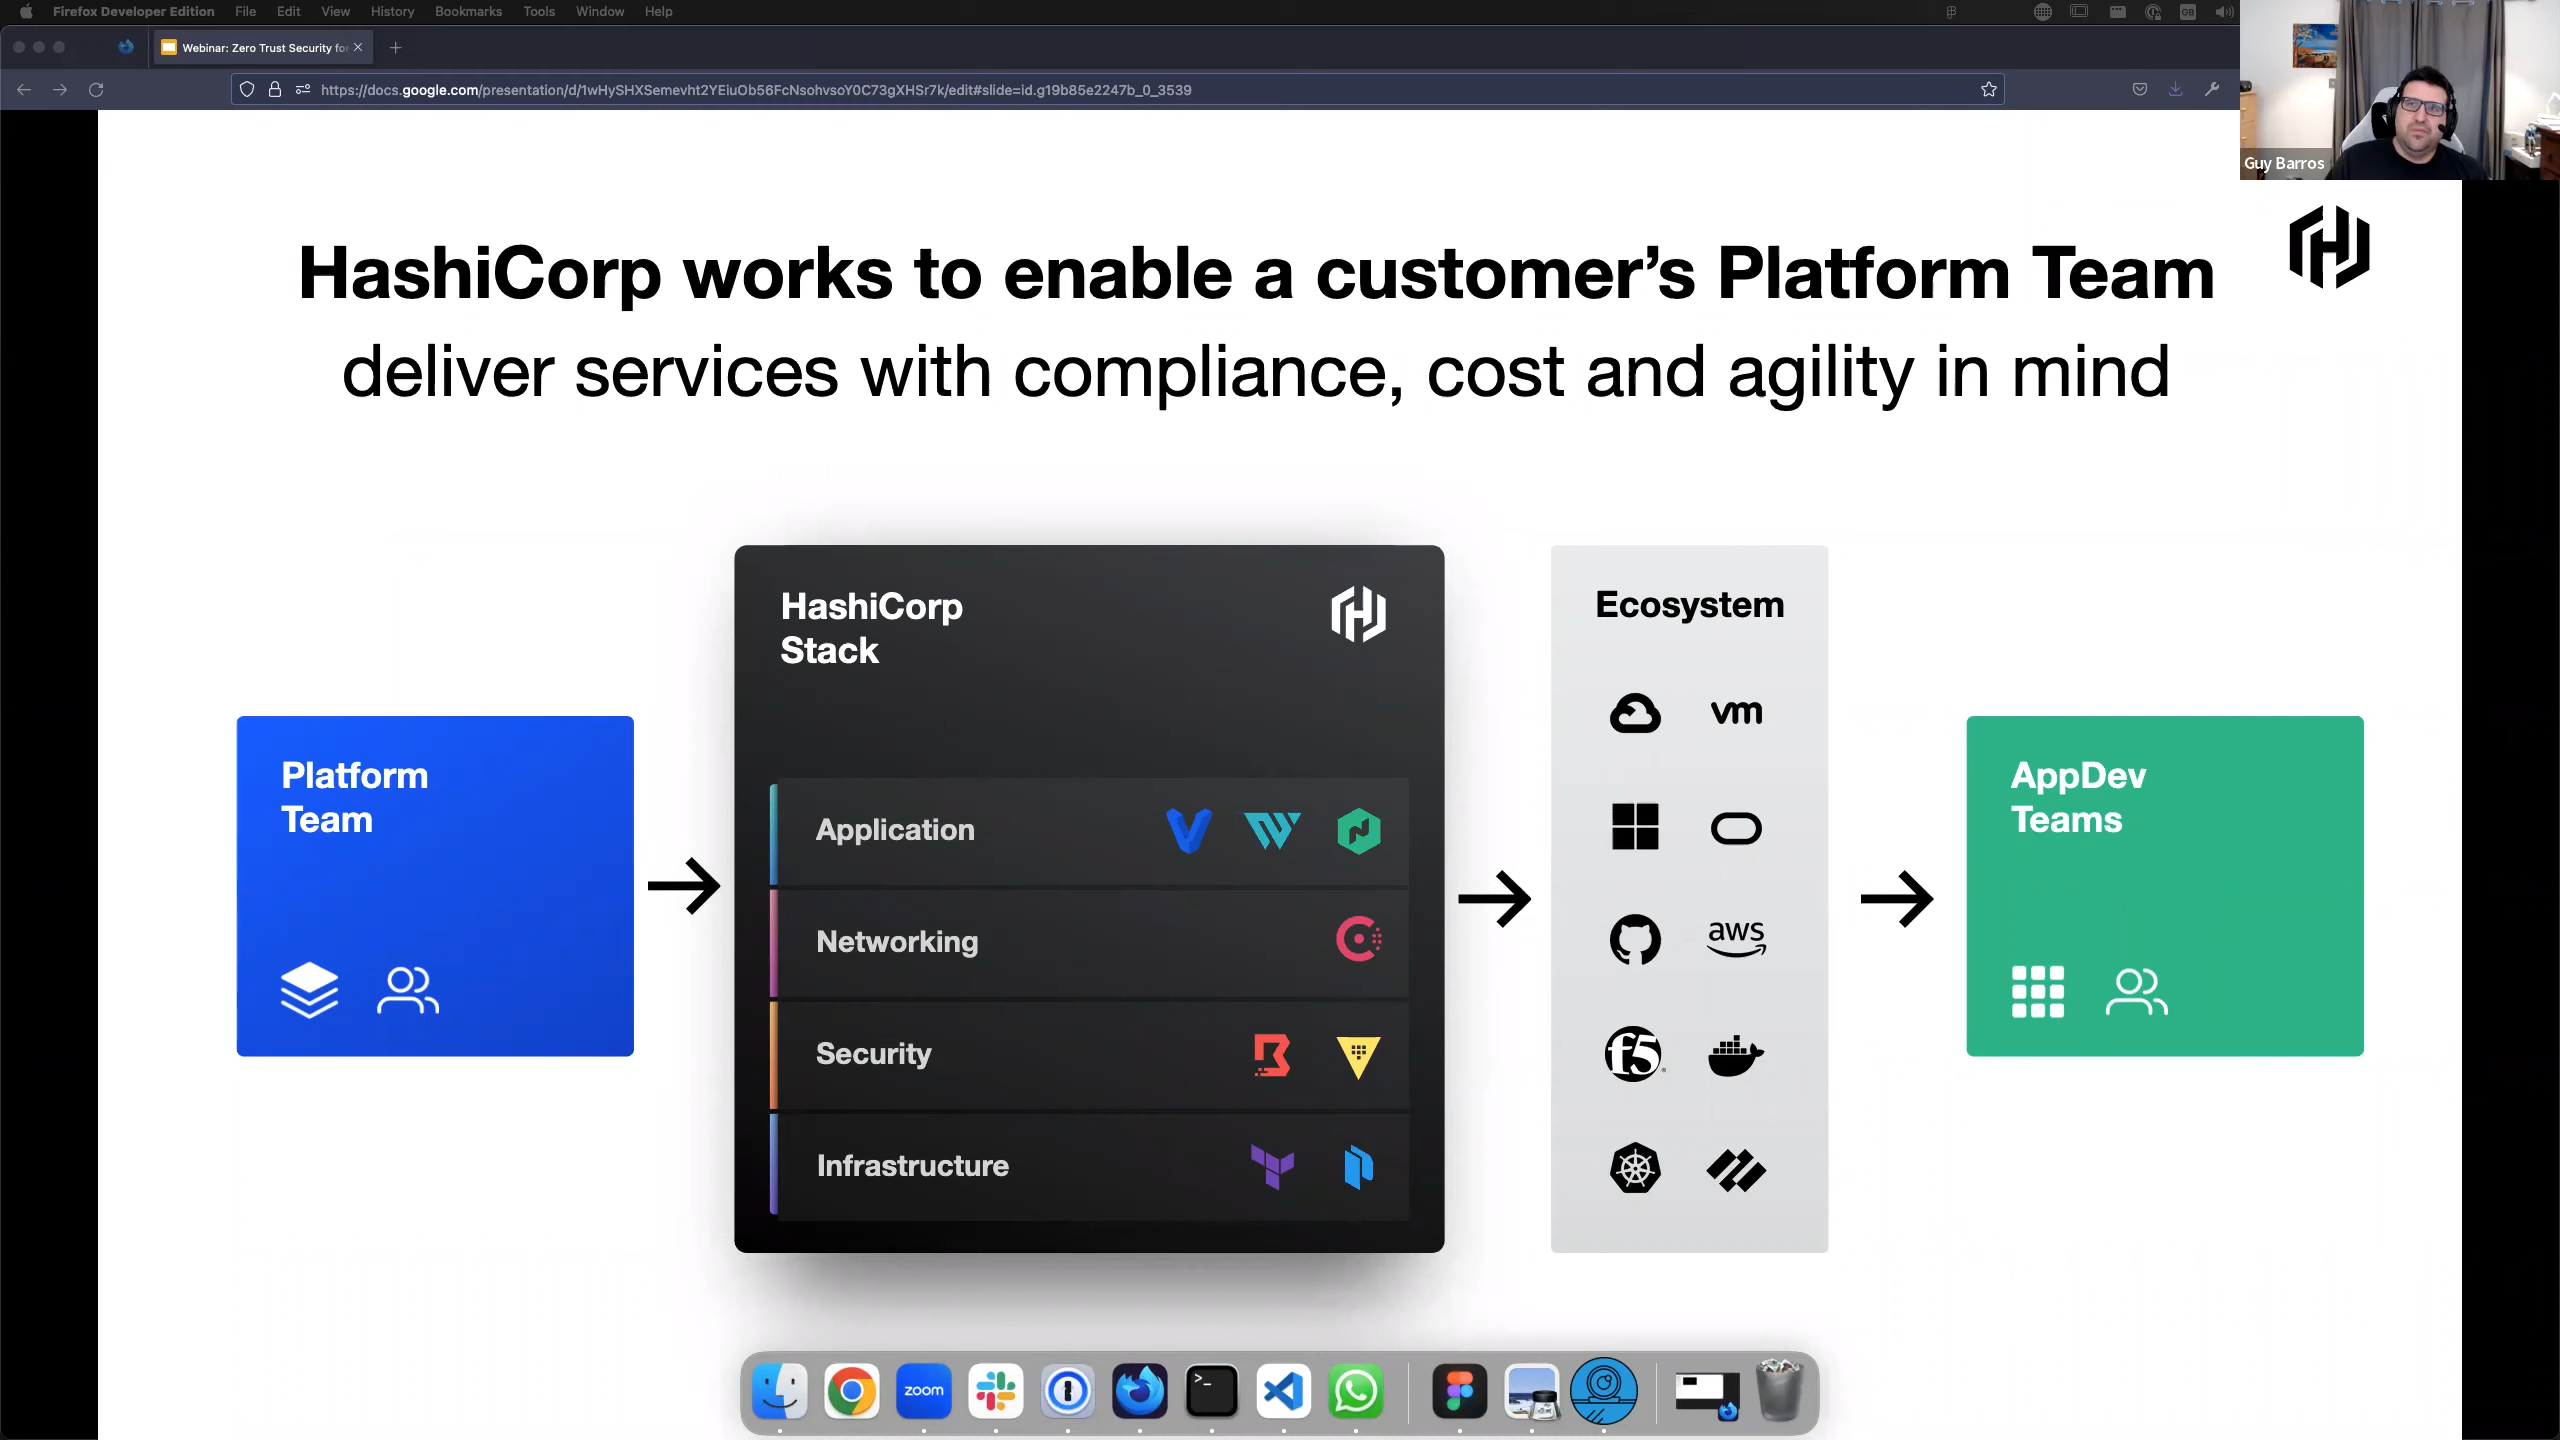 Firefox Developer Edition File Edit View History Bookmarks Tools Window Help
Webinar: Zero Trust Security for
https://docs.google.com/presentation/d/1wHySHXSemevht2YEiuOb56FcNsohvsoY0C73gXHSr7k/edit#slide=id.g19b85e2247b_0_3539
Guy Barros
HashiCorp works to enable a customer’s Platform Team
deliver services with compliance, cost and agility in mind
Platform
Team
HashiCorp
Stack
Application
Networking
Security
Infrastructure
Ecosystem
vm
aws
f5
AppDev
Teams
zoom